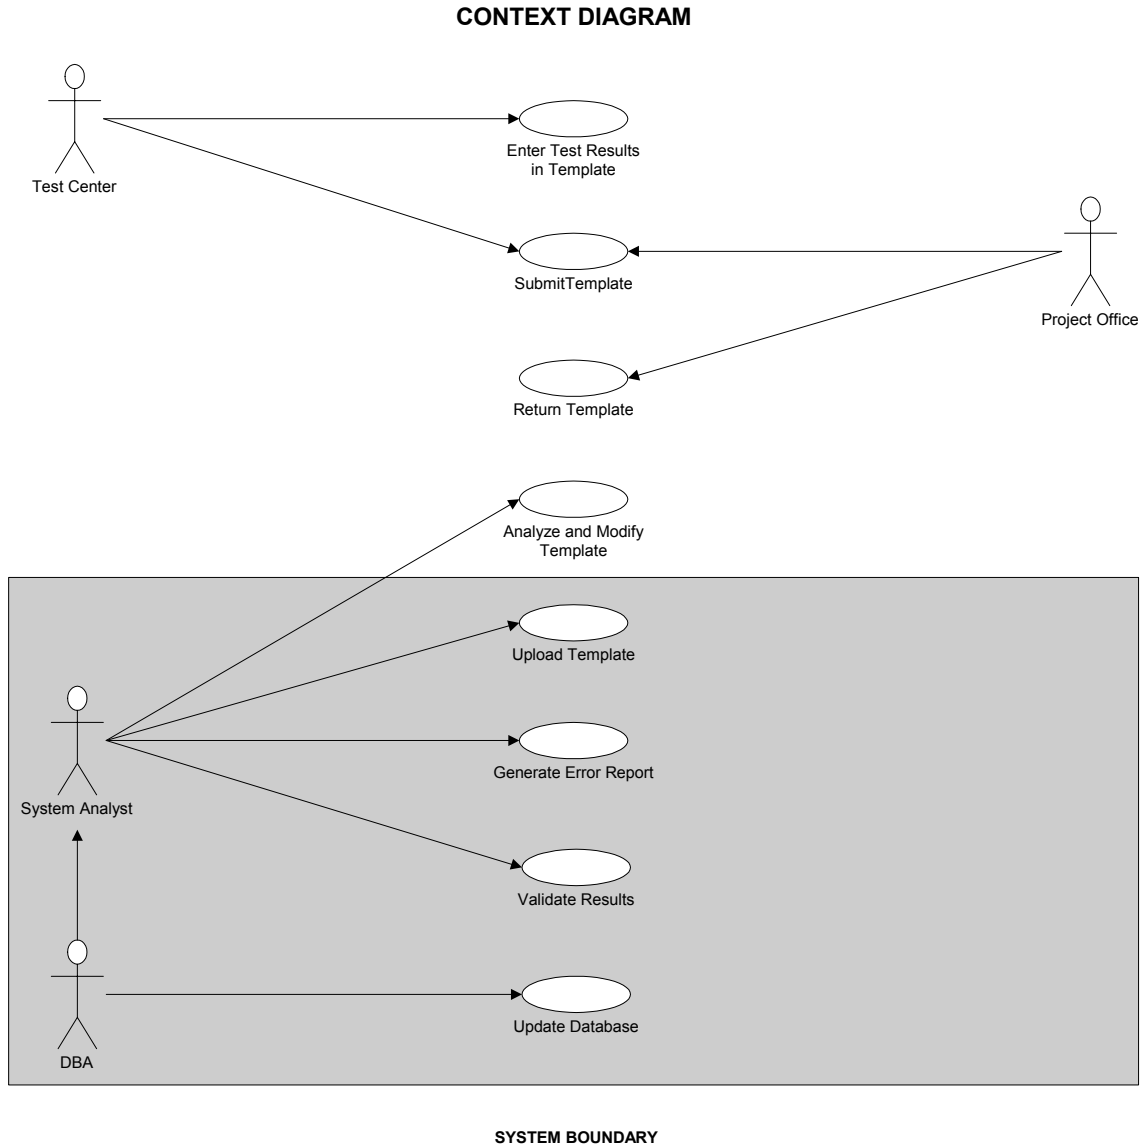 CONTEXT DIAGRAM
Enter Test Results
in Template
Test Center
SubmitTemplate
Project Office
Return Template
Analyze and Modify
Template
Upload Template
Generate Error Report
System Analyst
Validate Results
Update Database
DBA
SYSTEM BOUNDARY